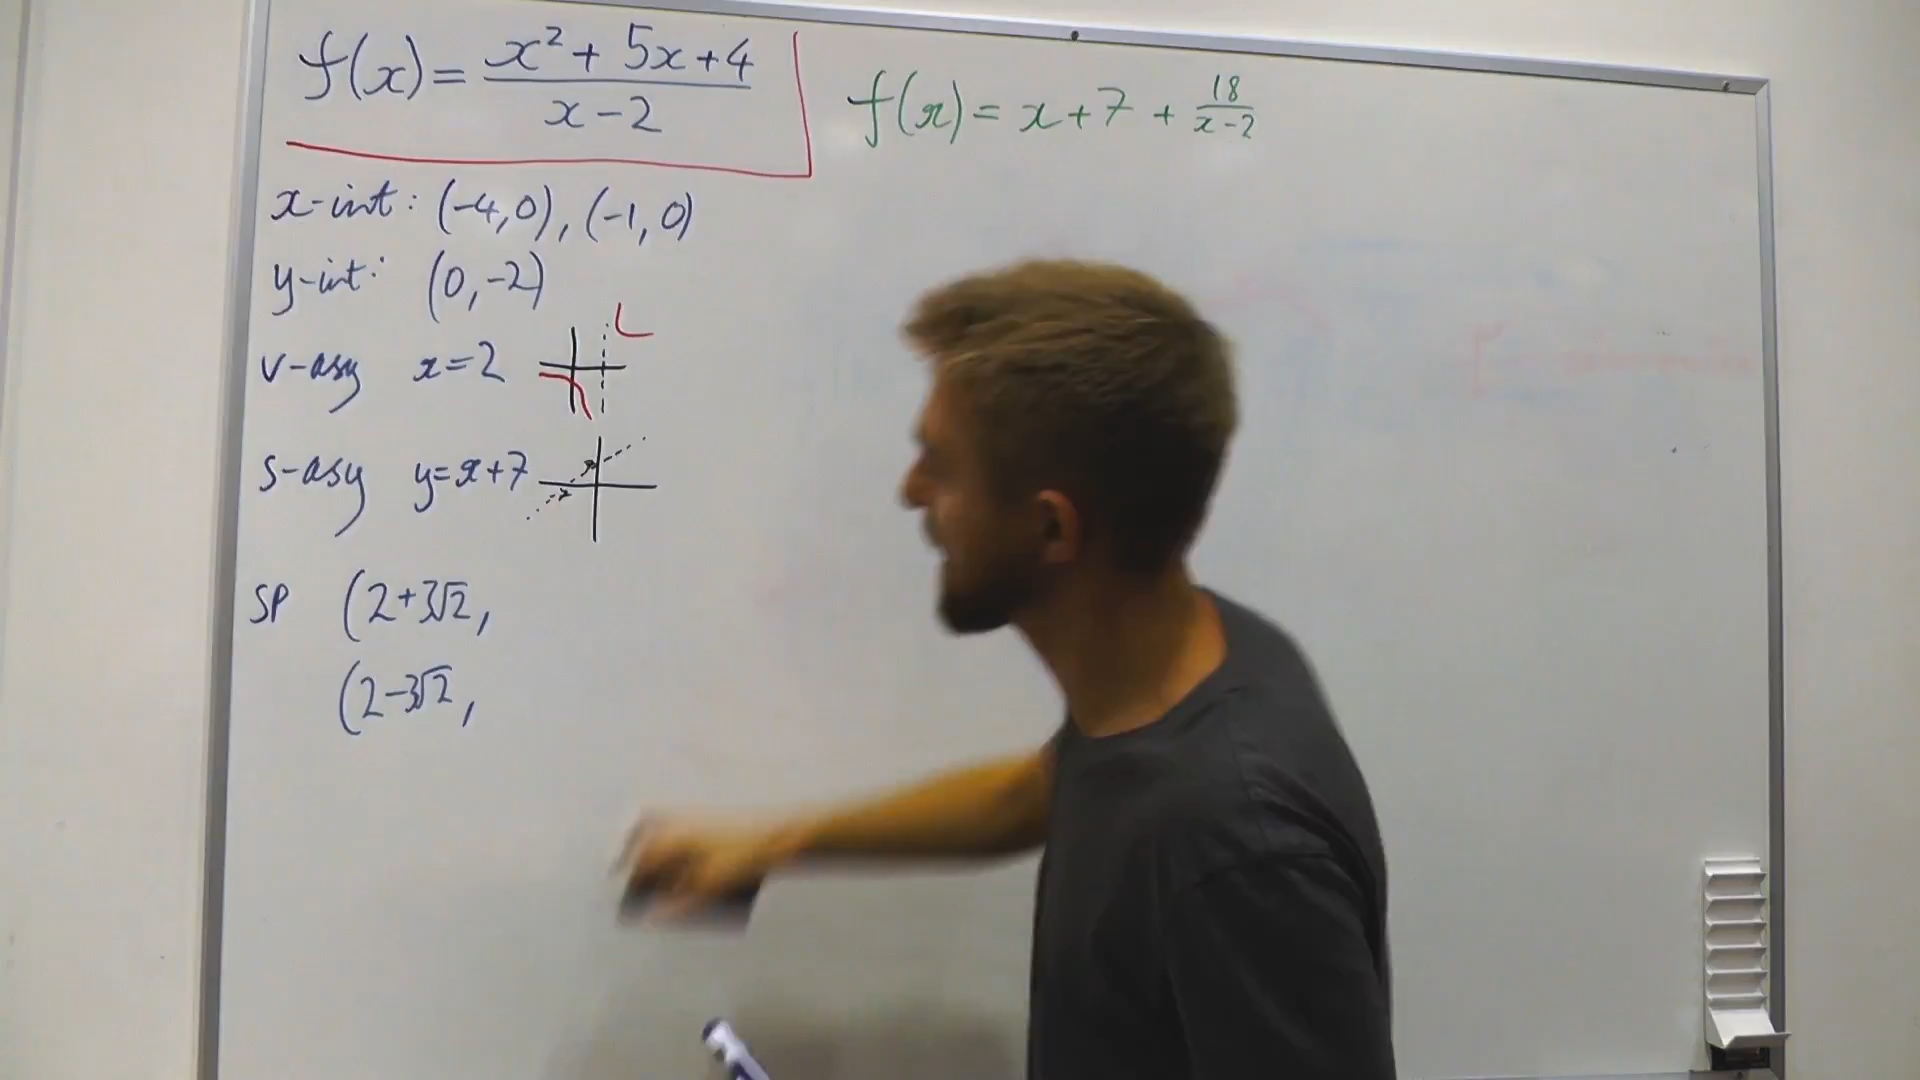 f(x) = x² + 5x + 4 / x - 2
f(x) = x + 7 + 18 / x - 2
x-int: (-4, 0), (-1, 0)
y-int: (0, -2)
v-asy x = 2
s-asy y = x + 7
SP (2 + 3√2,
(2 - 3√2,